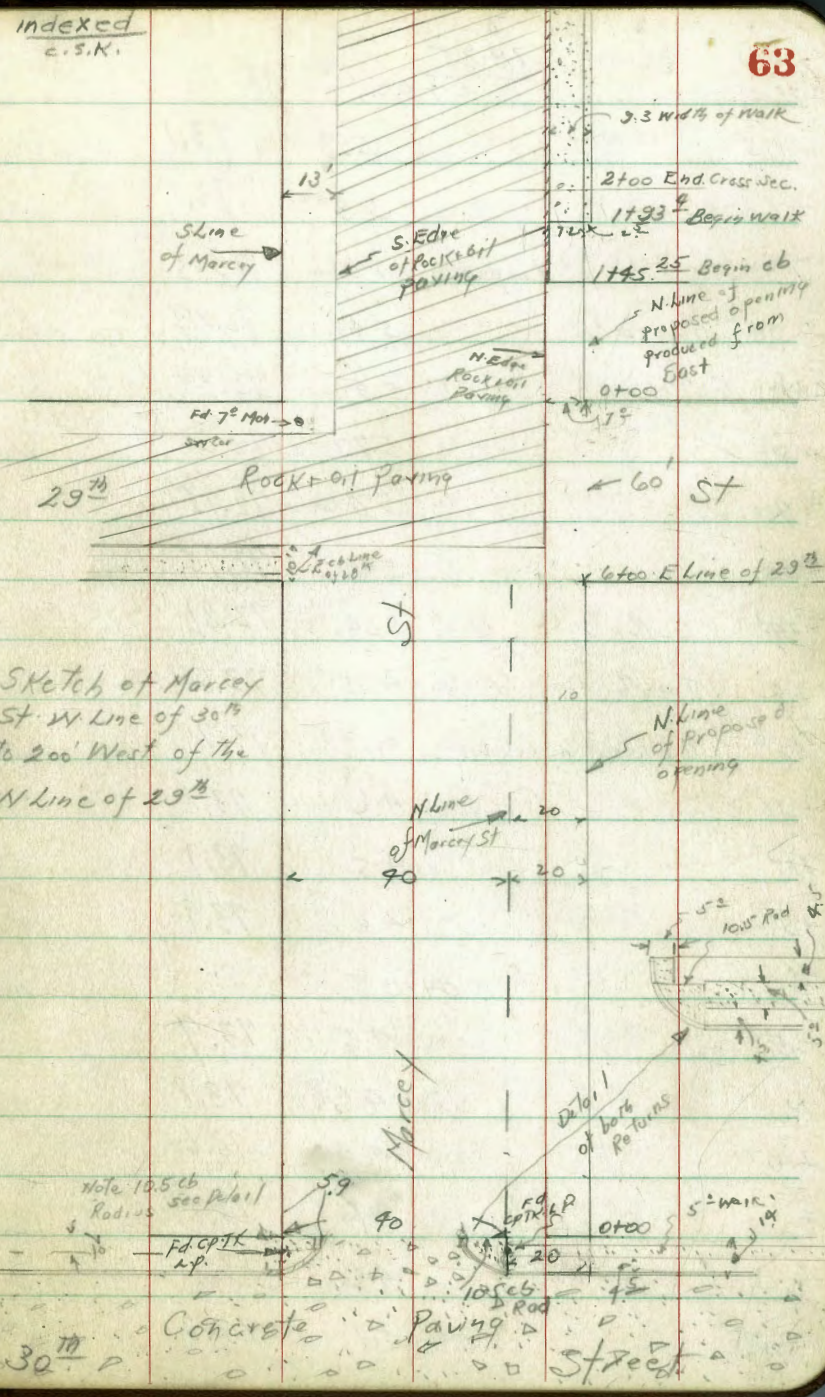 Indexed
C.S.K.
63
13'
S Line
of Marcey
S. Edge
of Rock + oil
Paving
3.3 Width of Walk
2+00 End. Cross Sec.
1+93 4 Begin Walk
1+45.25 Begin cb
N. Line of
proposed opening
produced from
East
N. Edge
Rock + oil
Paving
0+00
Fd. 7" Mon
29th
Rock + oil Paving
60'
St
6+00 E Line of 29th
St
Sketch of Marcey
St. W. Line of 30th
to 200' West of the
N Line of 29th
10
N. Line
of Proposed
opening
N Line
of Marcey St
20
40
20
5"
10.5 Rad
4.5
Marcey
Detail
of both
Returns
Note 10.5 cb
Radius see Detail
5.9
40
Fd
CP TK LP
0+00
5" Walk
14
10
Fd. CP. TK
L.P.
20
10.5 cb
Rad
Concrete Paving
30th
Street